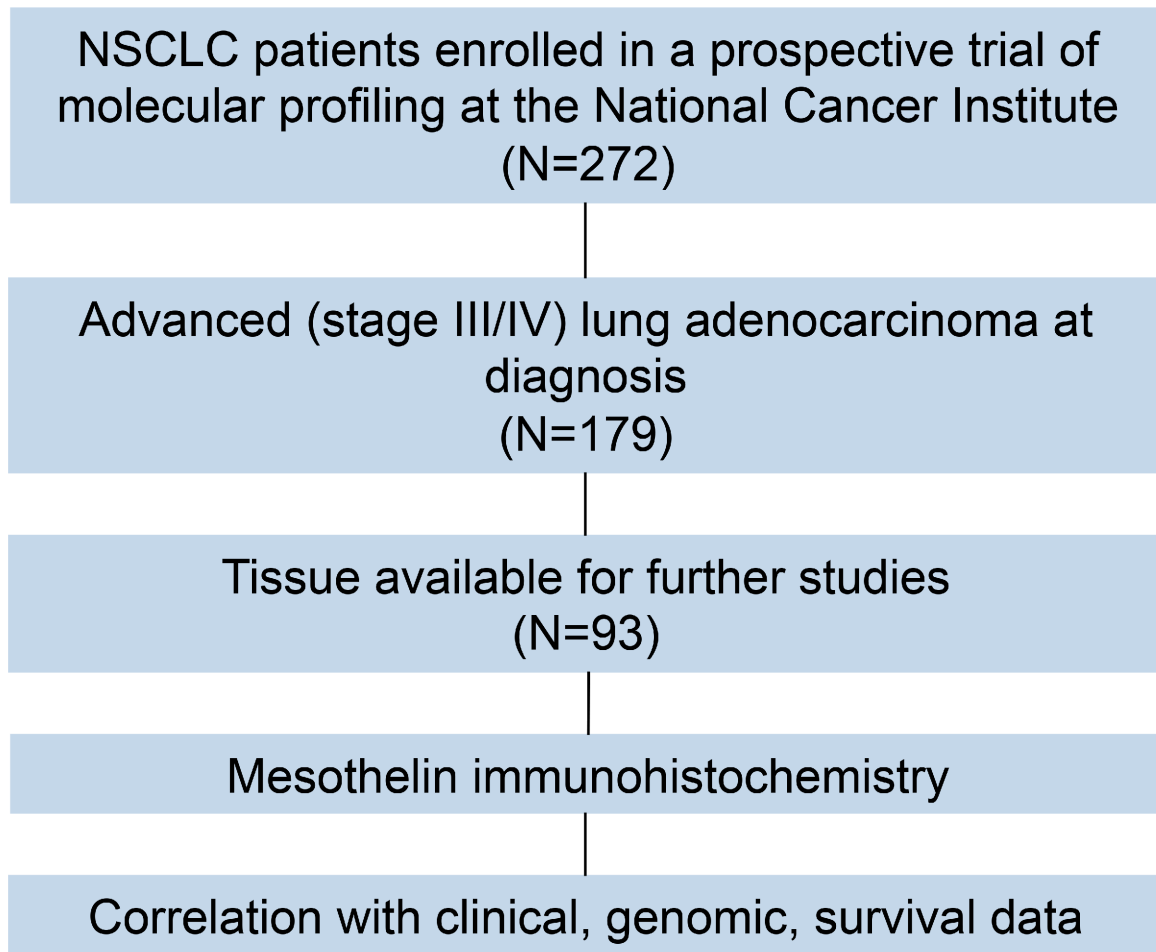 NSCLC patients enrolled in a prospective trial of
molecular profiling at the National Cancer Institute
(N=272)
Advanced (stage III/IV) lung adenocarcinoma at
diagnosis
(N=179)
Tissue available for further studies
(N=93)
Mesothelin immunohistochemistry
Correlation with clinical, genomic, survival data